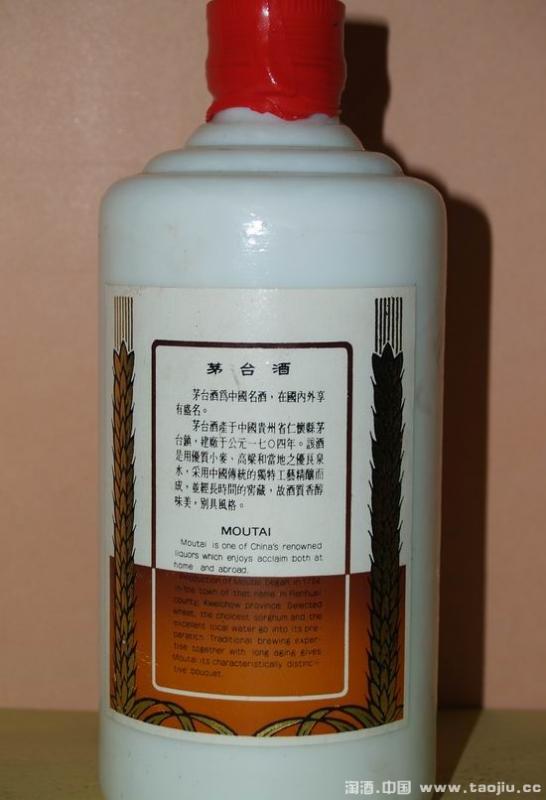 茅台酒
茅台酒爲中國名酒，在國内外享
有盛名。
茅台酒產于中國貴州省仁懷縣茅
台鎮，建廠于公元一七〇四年。該酒
是用優質小麥、高粱和當地之優良泉
水，采用中國傳統的獨特工藝精釀而
成，並經長時間的窖藏，故酒質香醇
味美，別具風格。
MOUTAI
Moutai is one of China's renowned
liquors which enjoys acclaim both at
home and abroad.
Production of Moutai began in 1704
in the town of that name in Renhuai
county, Kweichow province. Selected
wheat, the choicest sorghum and the
excellent local water go into its pre-
paration. Traditional brewing exper-
tise together with long aging gives
Moutai its characteristically distinc-
tive bouquet.
淘酒.中国 www.taojiu.cc